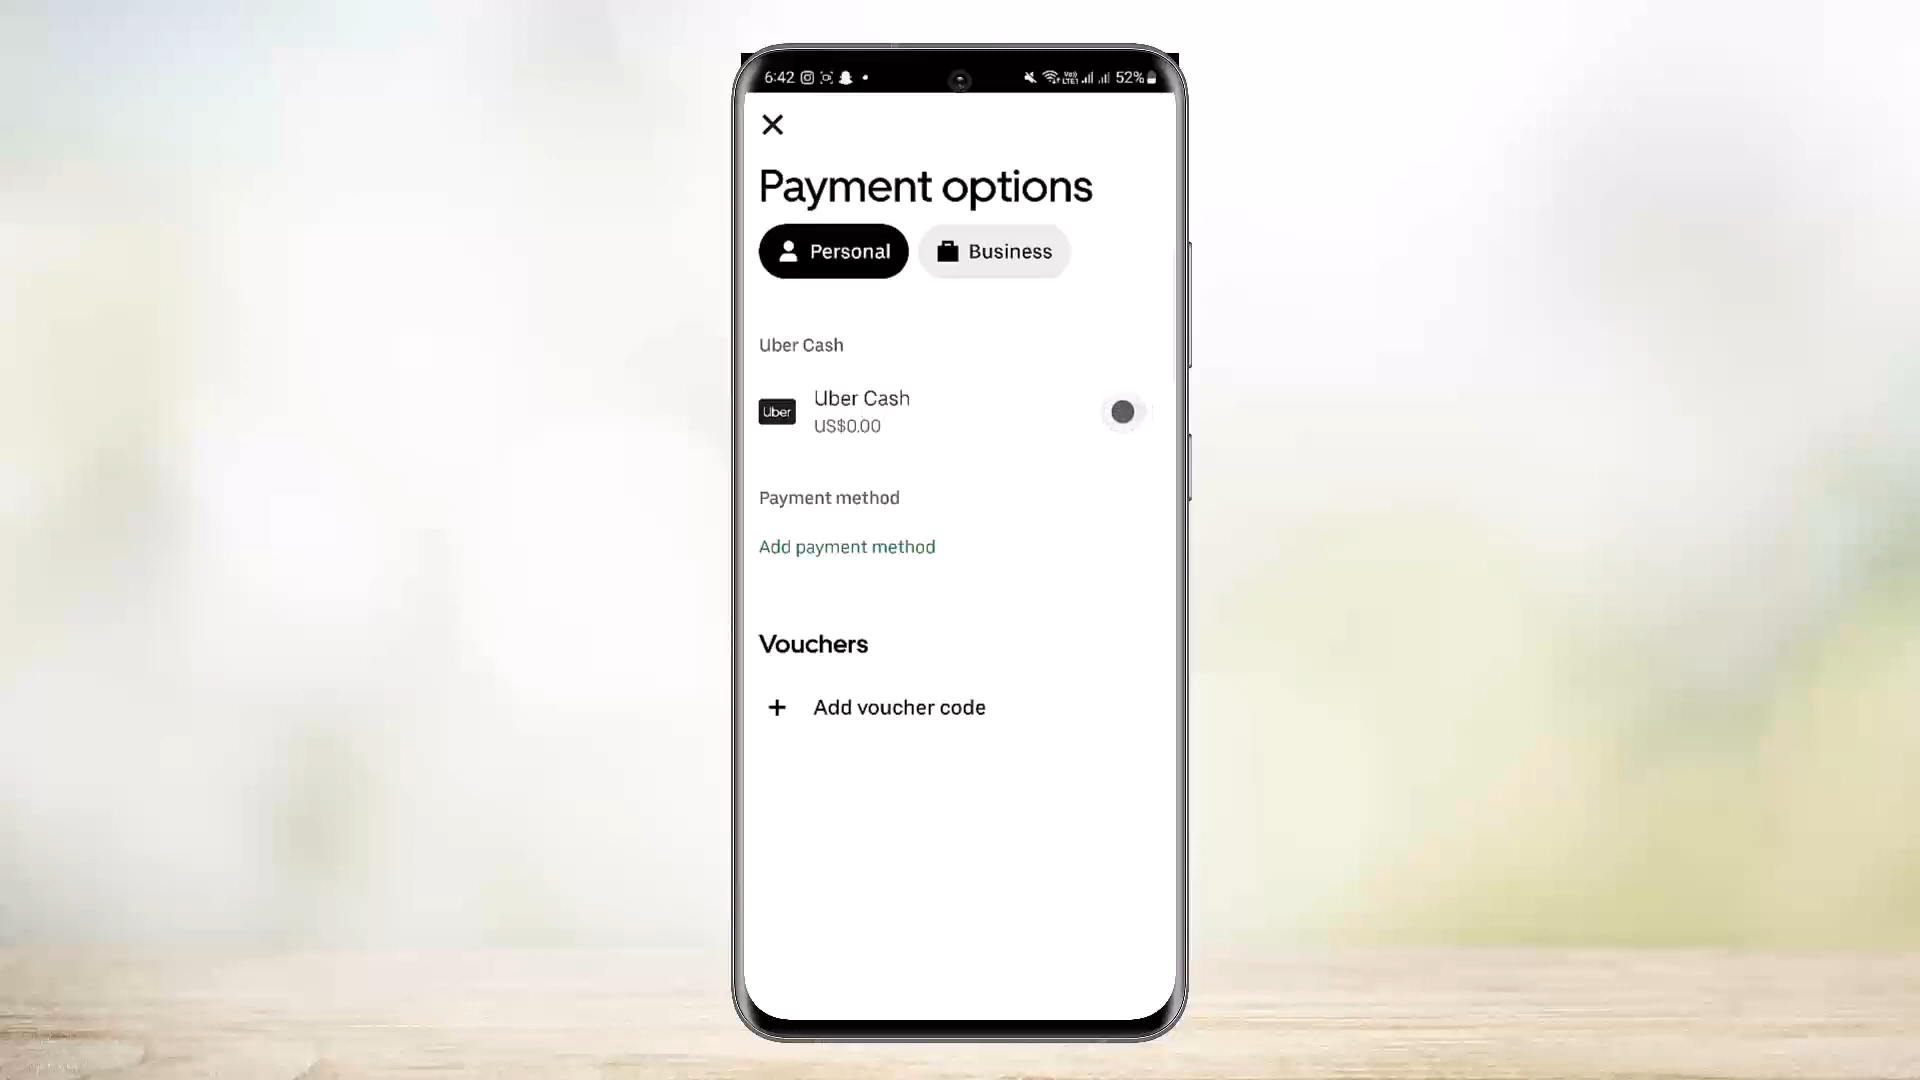 6:42 52%
Payment options
Personal Business
Uber Cash
Uber Uber Cash
US$0.00
Payment method
Add payment method
Vouchers
+ Add voucher code